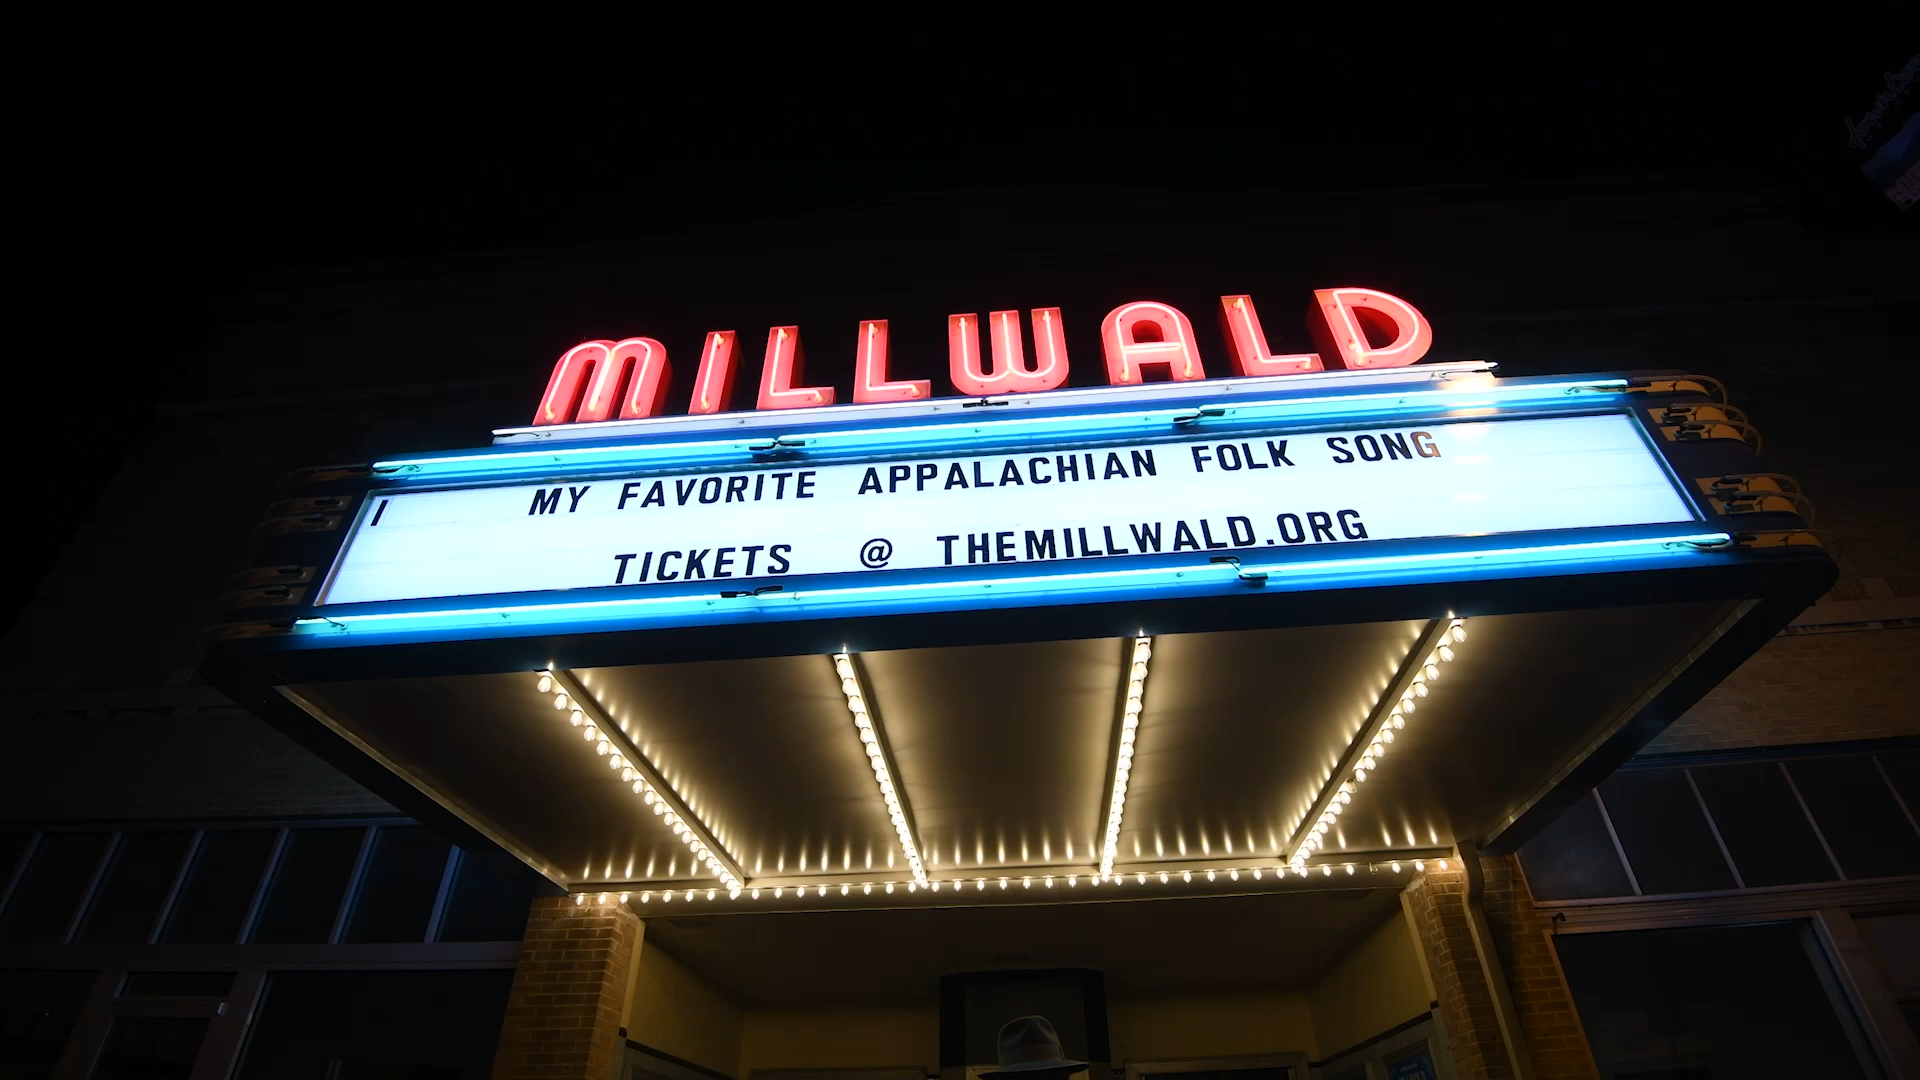 MILLWALD
I MY FAVORITE APPALACHIAN FOLK SONG
TICKETS @ THEMILLWALD.ORG